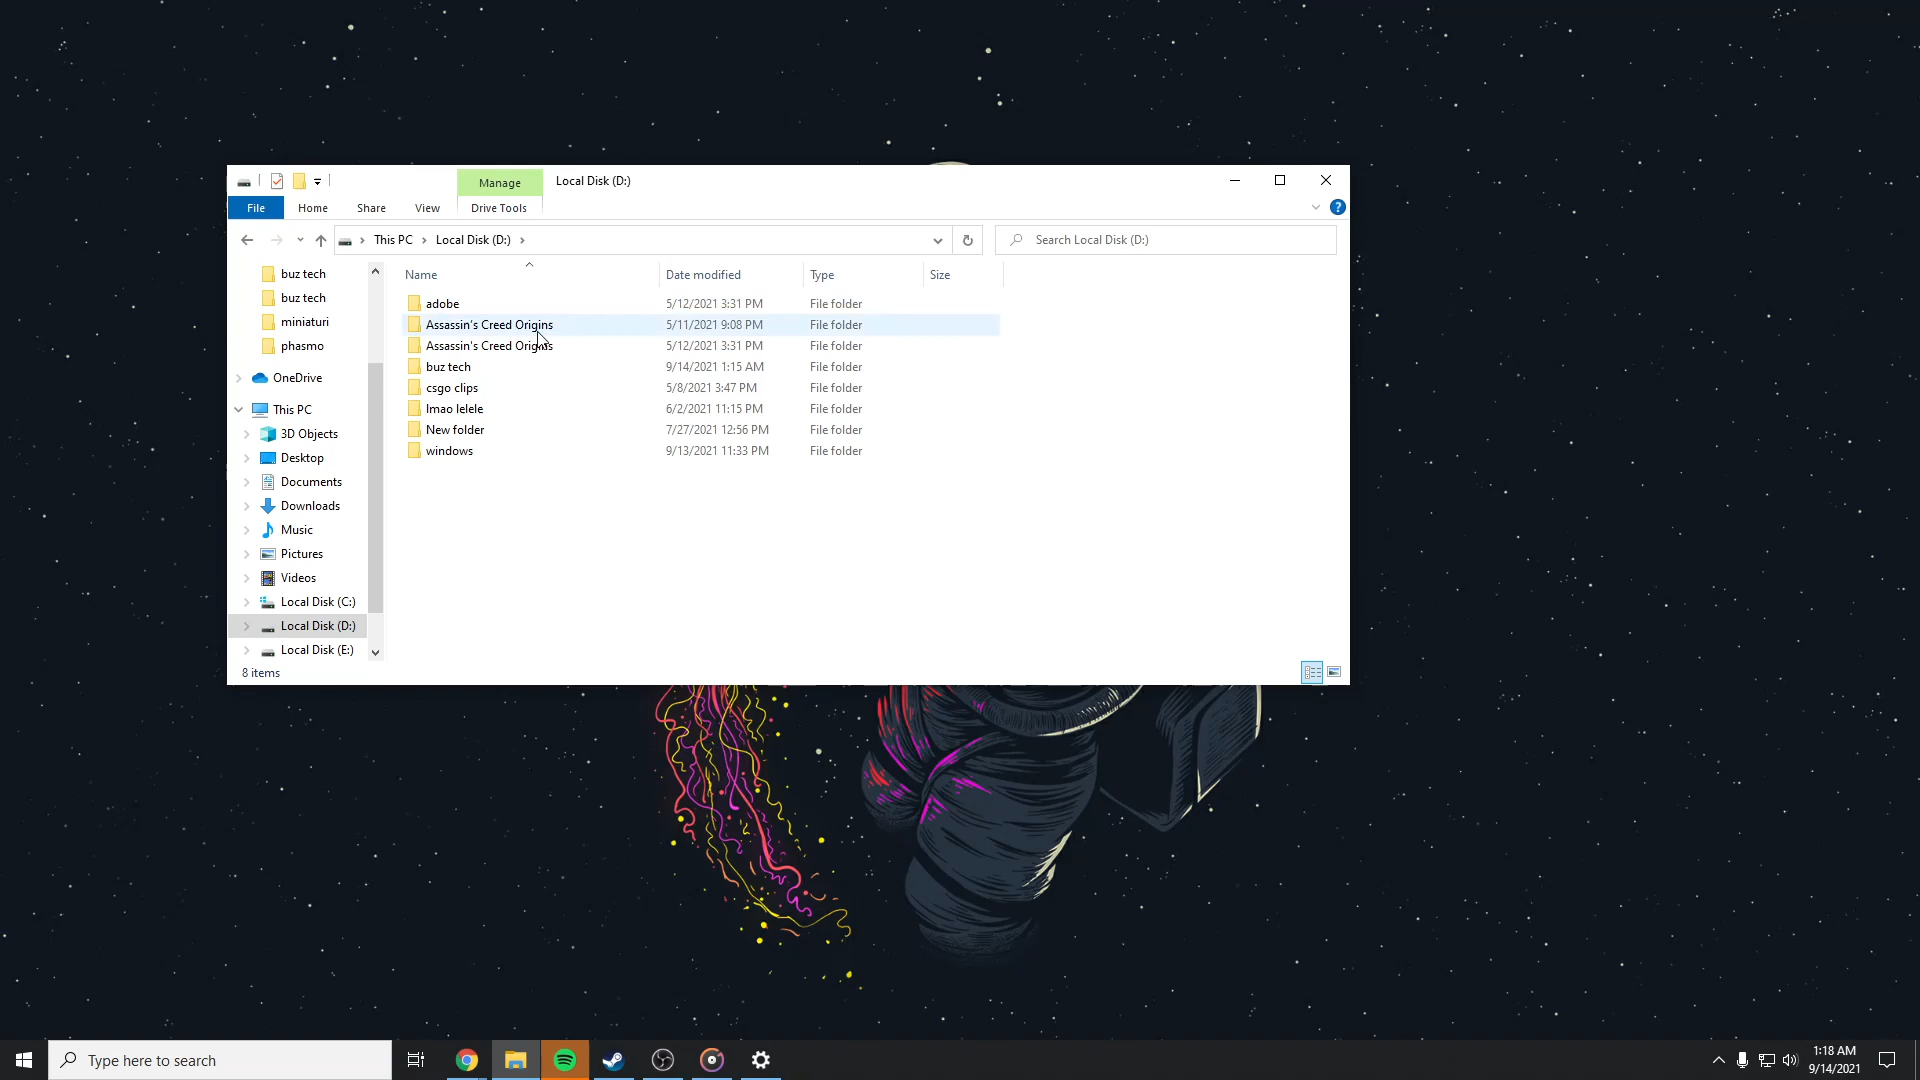 Manage
Local Disk (D:)
File
Home
Share
View
Drive Tools
This PC
Local Disk (D:)
Search Local Disk (D:)
buz tech
buz tech
miniaturi
phasmo
OneDrive
This PC
3D Objects
Desktop
Documents
Downloads
Music
Pictures
Videos
Local Disk (C:)
Local Disk (D:)
Local Disk (E:)
Name Date modified Type Size
adobe 5/12/2021 3:31 PM File folder
Assassin's Creed Origins 5/11/2021 9:08 PM File folder
Assassin's Creed Origins 5/12/2021 3:31 PM File folder
buz tech 9/14/2021 1:15 AM File folder
csgo clips 5/8/2021 3:47 PM File folder
lmao lelele 6/2/2021 11:15 PM File folder
New folder 7/27/2021 12:56 PM File folder
windows 9/13/2021 11:33 PM File folder
8 items
Type here to search
1:18 AM
9/14/2021